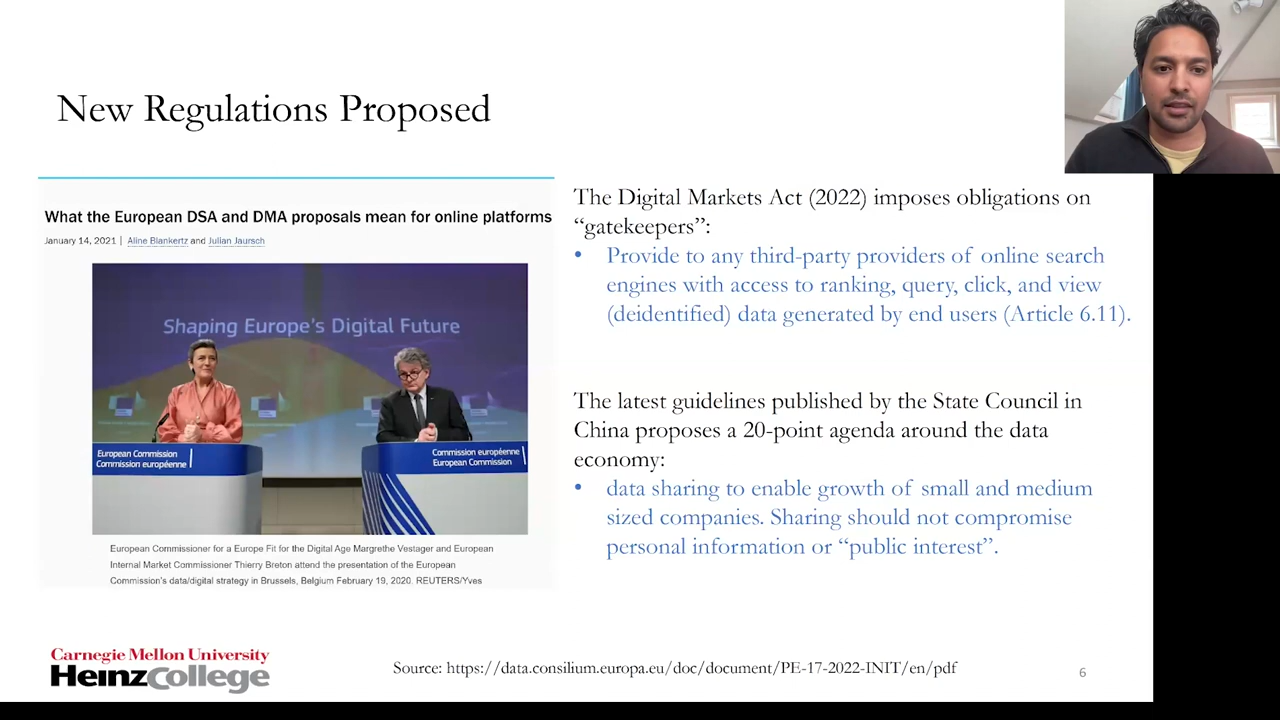 New Regulations Proposed
What the European DSA and DMA proposals mean for online platforms
January 14, 2021 | Aline Blankertz and Julian Jaursch
Shaping Europe's Digital Future
European Commission
Commission européenne
Commission européenne
European Commission
European Commissioner for a Europe Fit for the Digital Age Margrethe Vestager and European
Internal Market Commissioner Thierry Breton attend the presentation of the European
Commission's data/digital strategy in Brussels, Belgium February 19, 2020. REUTERS/Yves
The Digital Markets Act (2022) imposes obligations on
“gatekeepers”:
• Provide to any third-party providers of online search
engines with access to ranking, query, click, and view
(deidentified) data generated by end users (Article 6.11).
The latest guidelines published by the State Council in
China proposes a 20-point agenda around the data
economy:
• data sharing to enable growth of small and medium
sized companies. Sharing should not compromise
personal information or “public interest”.
Carnegie Mellon University
HeinzCollege
Source: https://data.consilium.europa.eu/doc/document/PE-17-2022-INIT/en/pdf
6